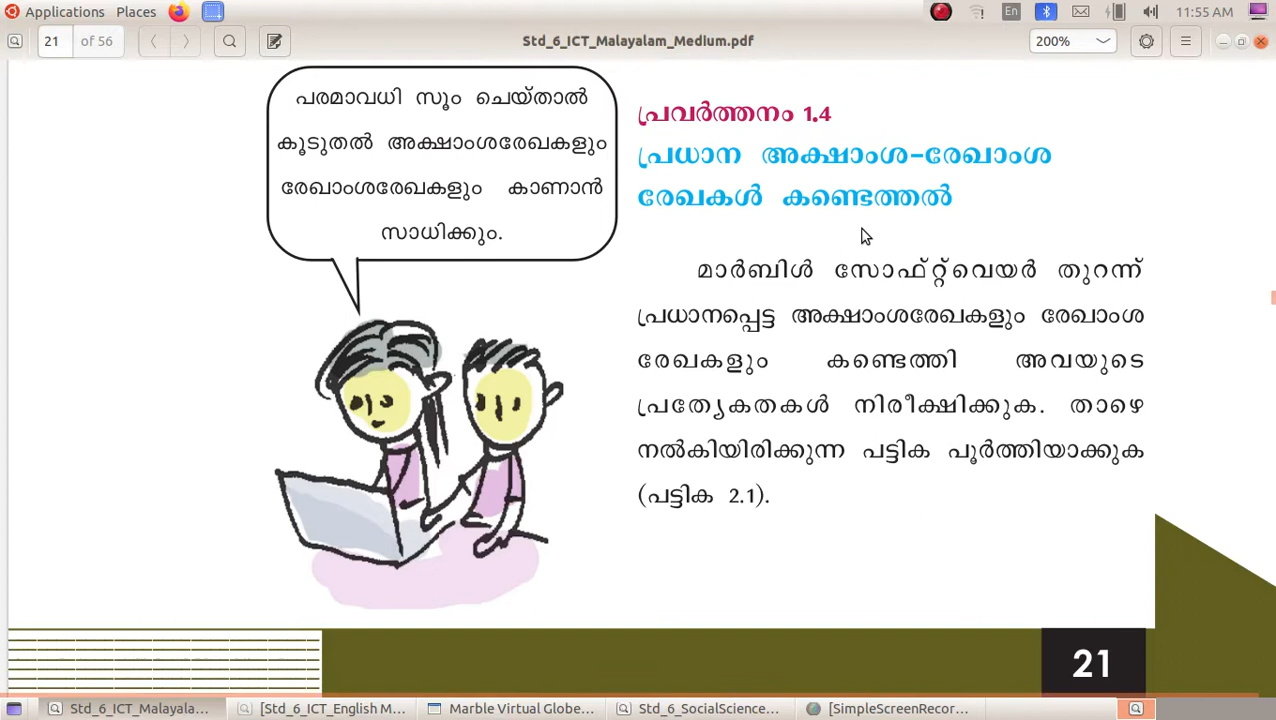 Applications Places En 11:55 AM
21 of 56 Std_6_ICT_Malayalam_Medium.pdf 200%
പരമാവധി സൂം ചെയ്താൽ
കൂടുതൽ അക്ഷാംശരേഖകളും
രേഖാംശരേഖകളും കാണാൻ
സാധിക്കും.
പ്രവർത്തനം 1.4
പ്രധാന അക്ഷാംശ-രേഖാംശ
രേഖകൾ കണ്ടെത്തൽ
മാർബിൾ സോഫ്റ്റ്‌വെയർ തുറന്ന്
പ്രധാനപ്പെട്ട അക്ഷാംശരേഖകളും രേഖാംശ
രേഖകളും കണ്ടെത്തി അവയുടെ
പ്രത്യേകതകൾ നിരീക്ഷിക്കുക. താഴെ
നൽകിയിരിക്കുന്ന പട്ടിക പൂർത്തിയാക്കുക
(പട്ടിക 2.1).
21
Std_6_ICT_Malayala... [Std_6_ICT_English M... Marble Virtual Globe... Std_6_SocialScience... [SimpleScreenRecor...